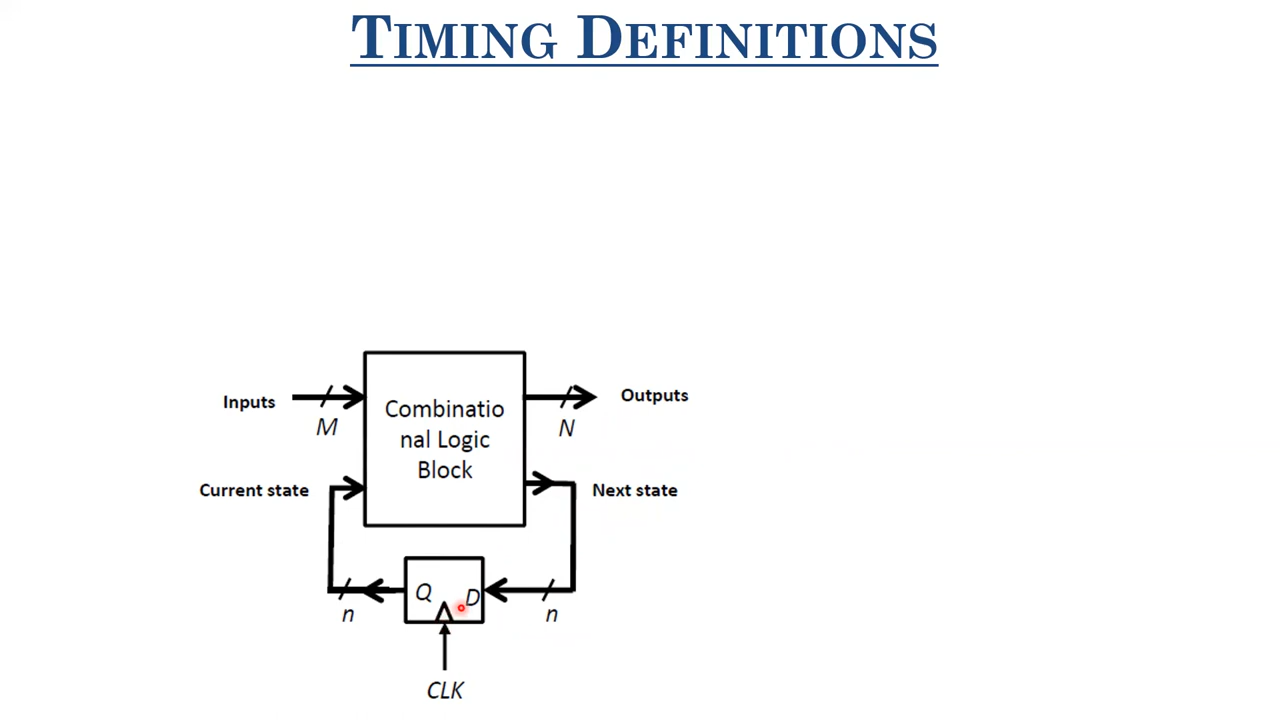 TIMING DEFINITIONS
Inputs
M
Combinatio
nal Logic
Block
Outputs
N
Current state
Next state
Q
D
n
n
CLK